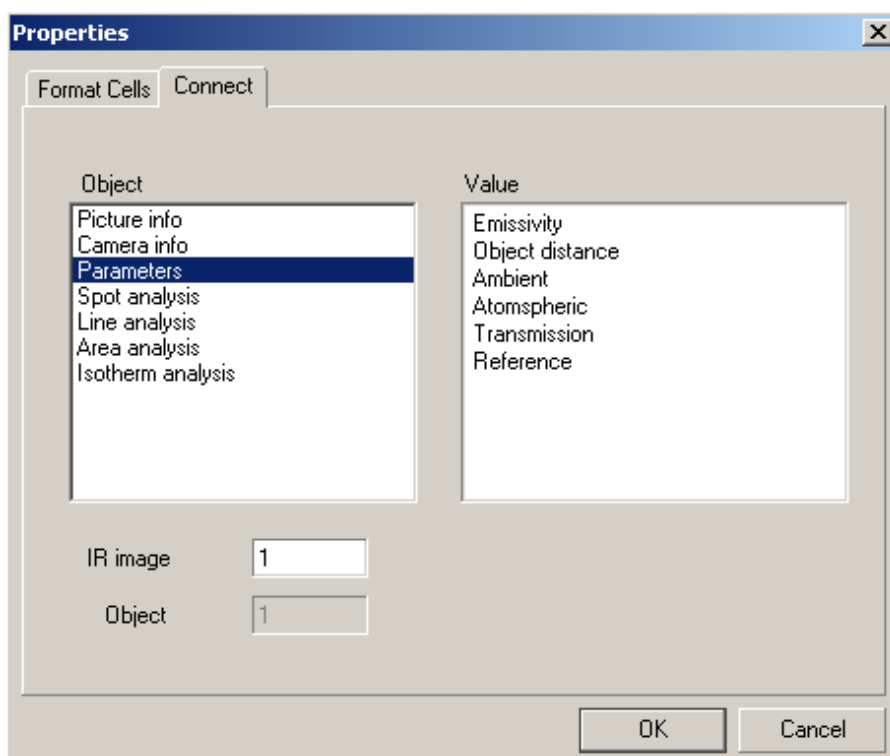 Properties
Format Cells
Connect
Object
Value
Picture info
Camera info
Parameters
Spot analysis
Line analysis
Area analysis
Isotherm analysis
Emissivity
Object distance
Ambient
Atomspheric
Transmission
Reference
IR image
1
Object
1
OK
Cancel